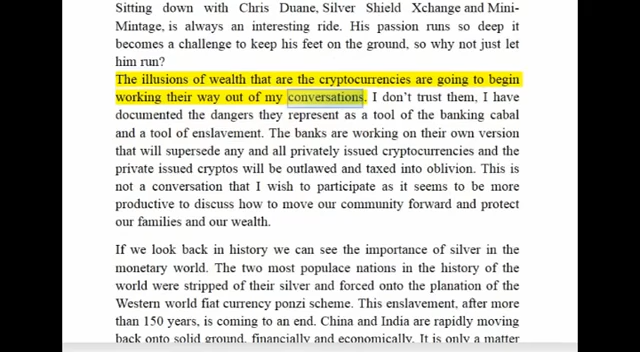 Sitting down with Chris Duane, Silver Shield Xchange and Mini-
Mintage, is always an interesting ride. His passion runs so deep it
becomes a challenge to keep his feet on the ground, so why not just let
him run?
The illusions of wealth that are the cryptocurrencies are going to begin
working their way out of my conversations. I don't trust them, I have
documented the dangers they represent as a tool of the banking cabal
and a tool of enslavement. The banks are working on their own version
that will supersede any and all privately issued cryptocurrencies and the
private issued cryptos will be outlawed and taxed into oblivion. This is
not a conversation that I wish to participate as it seems to be more
productive to discuss how to move our community forward and protect
our families and our wealth.
If we look back in history we can see the importance of silver in the
monetary world. The two most populace nations in the history of the
world were stripped of their silver and forced onto the planation of the
Western world fiat currency ponzi scheme. This enslavement, after more
than 150 years, is coming to an end. China and India are rapidly moving
back onto solid ground, financially and economically. It is only a matter